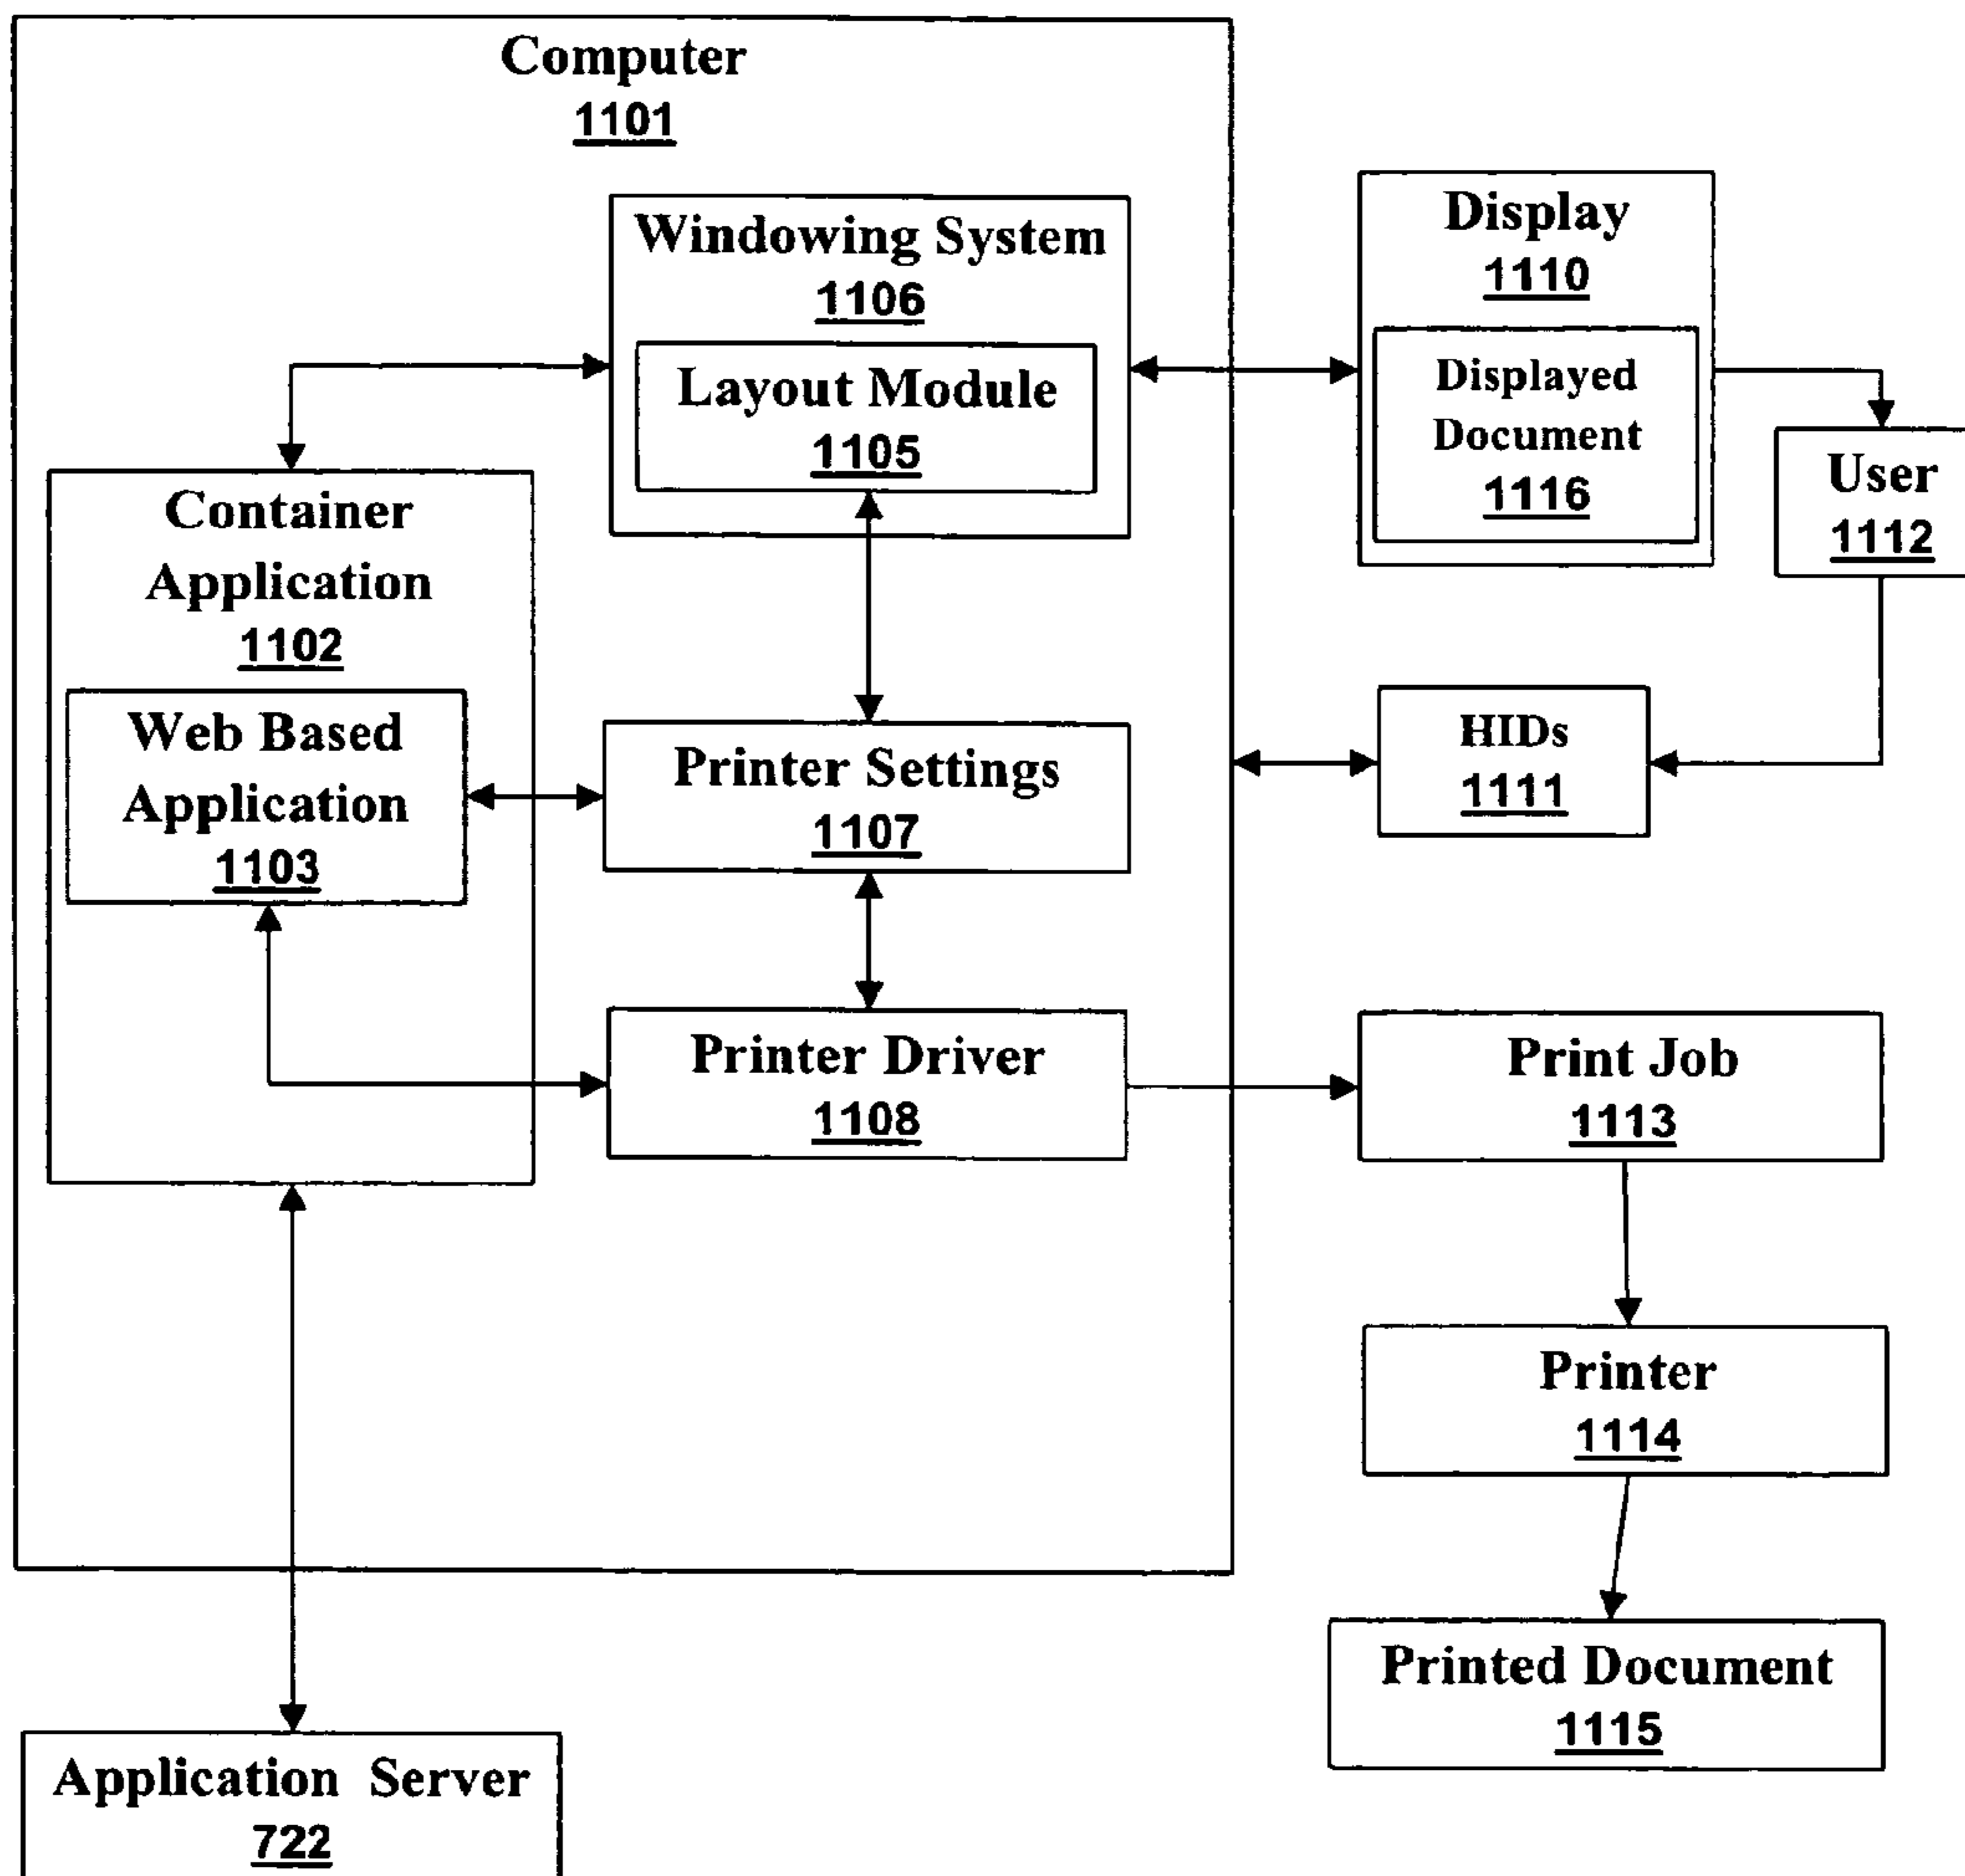 Computer
1101
Windowing System
1106
Layout Module
1105
Display
1110
Displayed
Document
1116
User
1112
Container
Application
1102
Web Based
Application
1103
Printer Settings
1107
HIDs
1111
Printer Driver
1108
Print Job
1113
Printer
1114
Printed Document
1115
Application Server
722